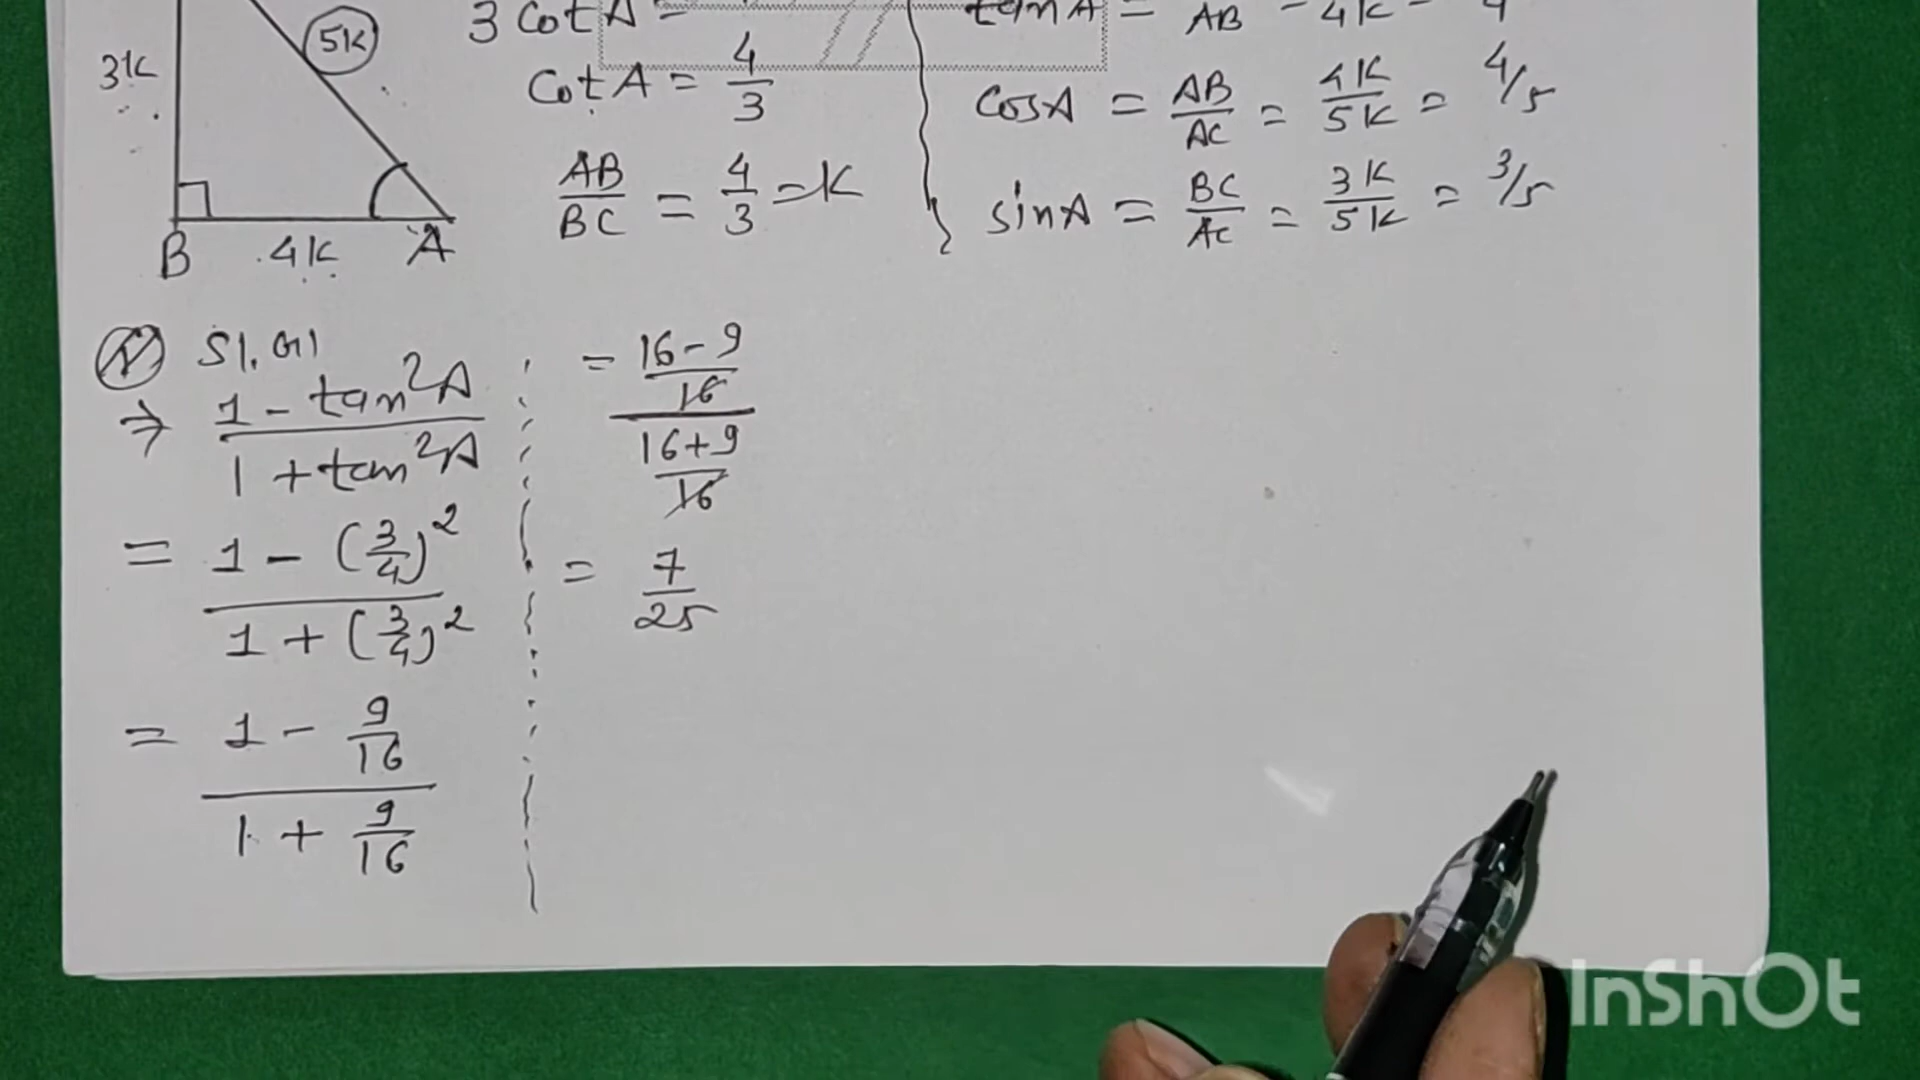 3K
5K
B 4K A
3 cot A =
cot A = 4/3
AB/BC = 4/3 = K
tan A = AB = 4K = 4
cos A = AB/AC = 4K/5K = 4/5
sin A = BC/AC = 3K/5K = 3/5
⇒ 1 - tan²A / 1 + tan²A
= 1 - (3/4)² / 1 + (3/4)²
= 1 - 9/16 / 1 + 9/16
= 16-9/16 / 16+9/16
= 7/25
InShOt